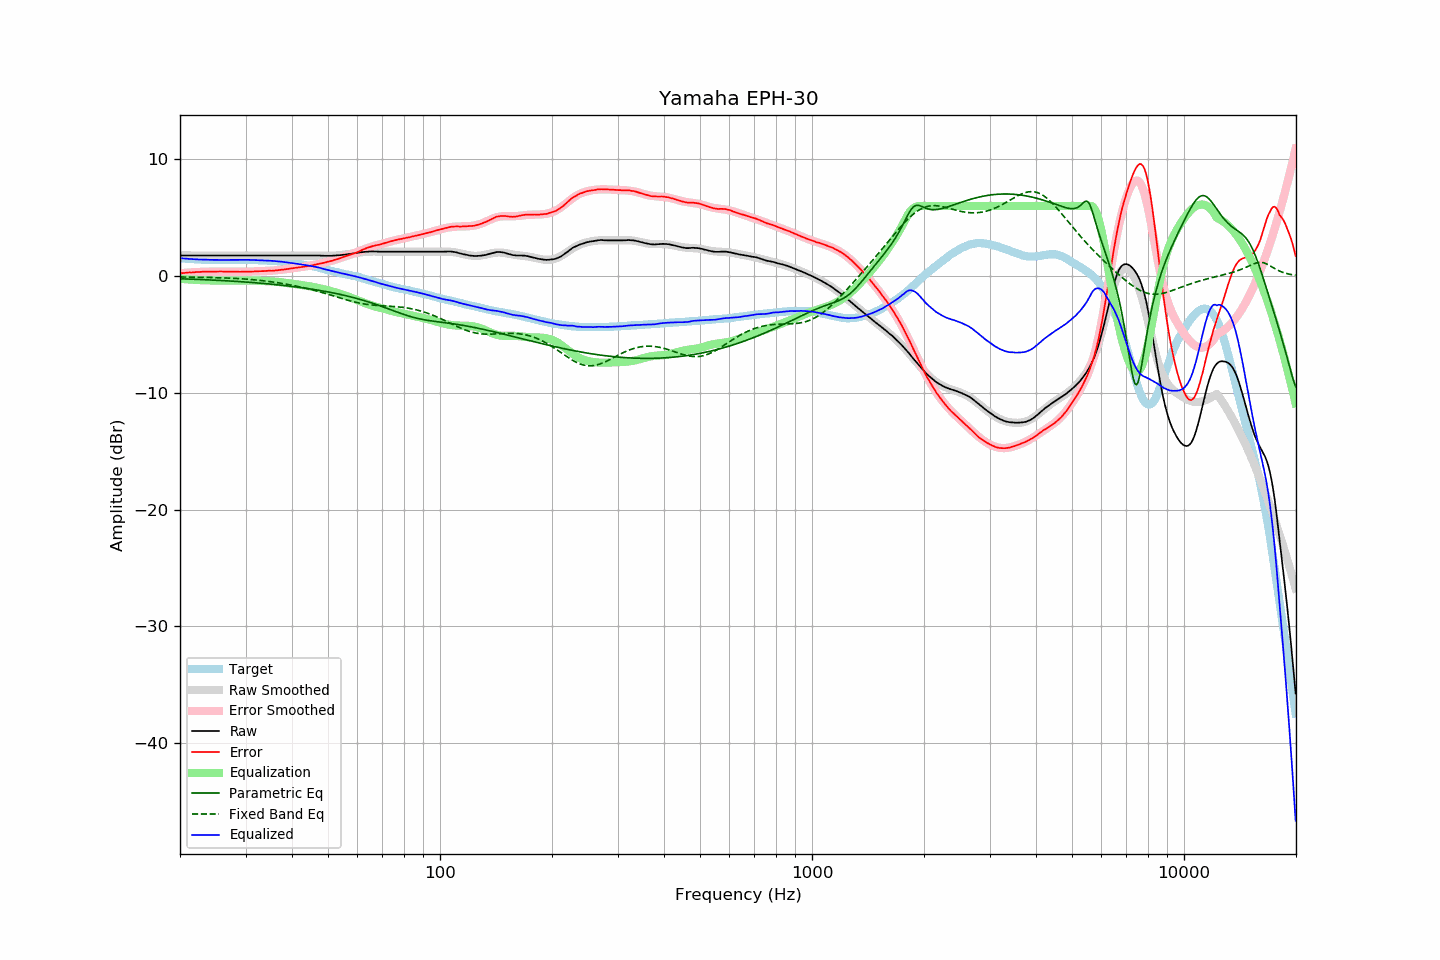 Yamaha EPH-30
10
0
−10
−20
−30
−40
Amplitude (dBr)
Target
Raw Smoothed
Error Smoothed
Raw
Error
Equalization
Parametric Eq
Fixed Band Eq
Equalized
100
1000
10000
Frequency (Hz)